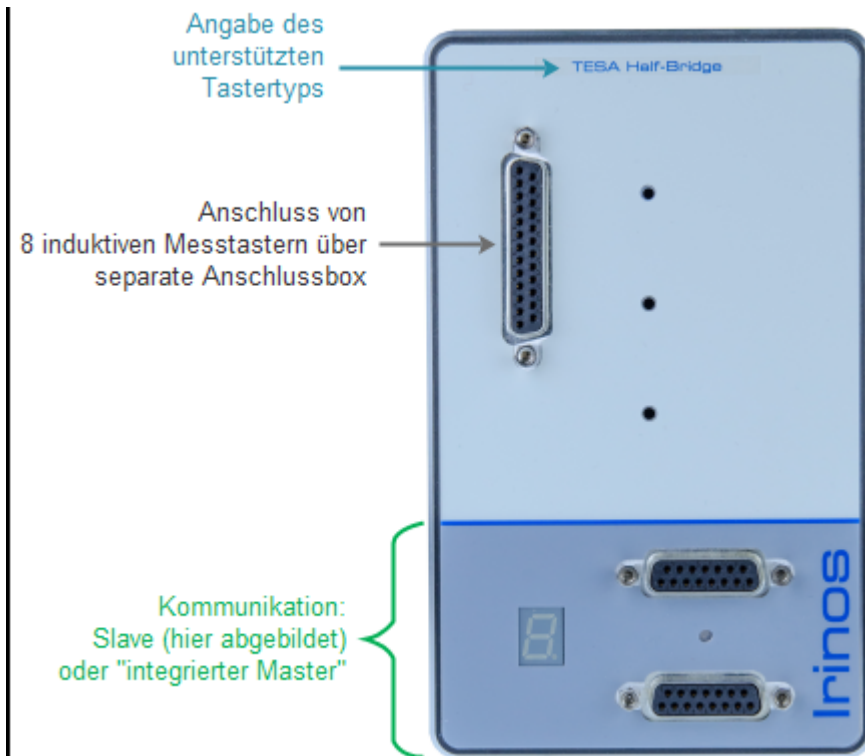 Angabe des
unterstützten
Tastertyps
TESA Half-Bridge
Anschluss von
8 induktiven Messtastern über
separate Anschlussbox
Kommunikation:
Slave (hier abgebildet)
oder "integrierter Master"
8.
Irinos